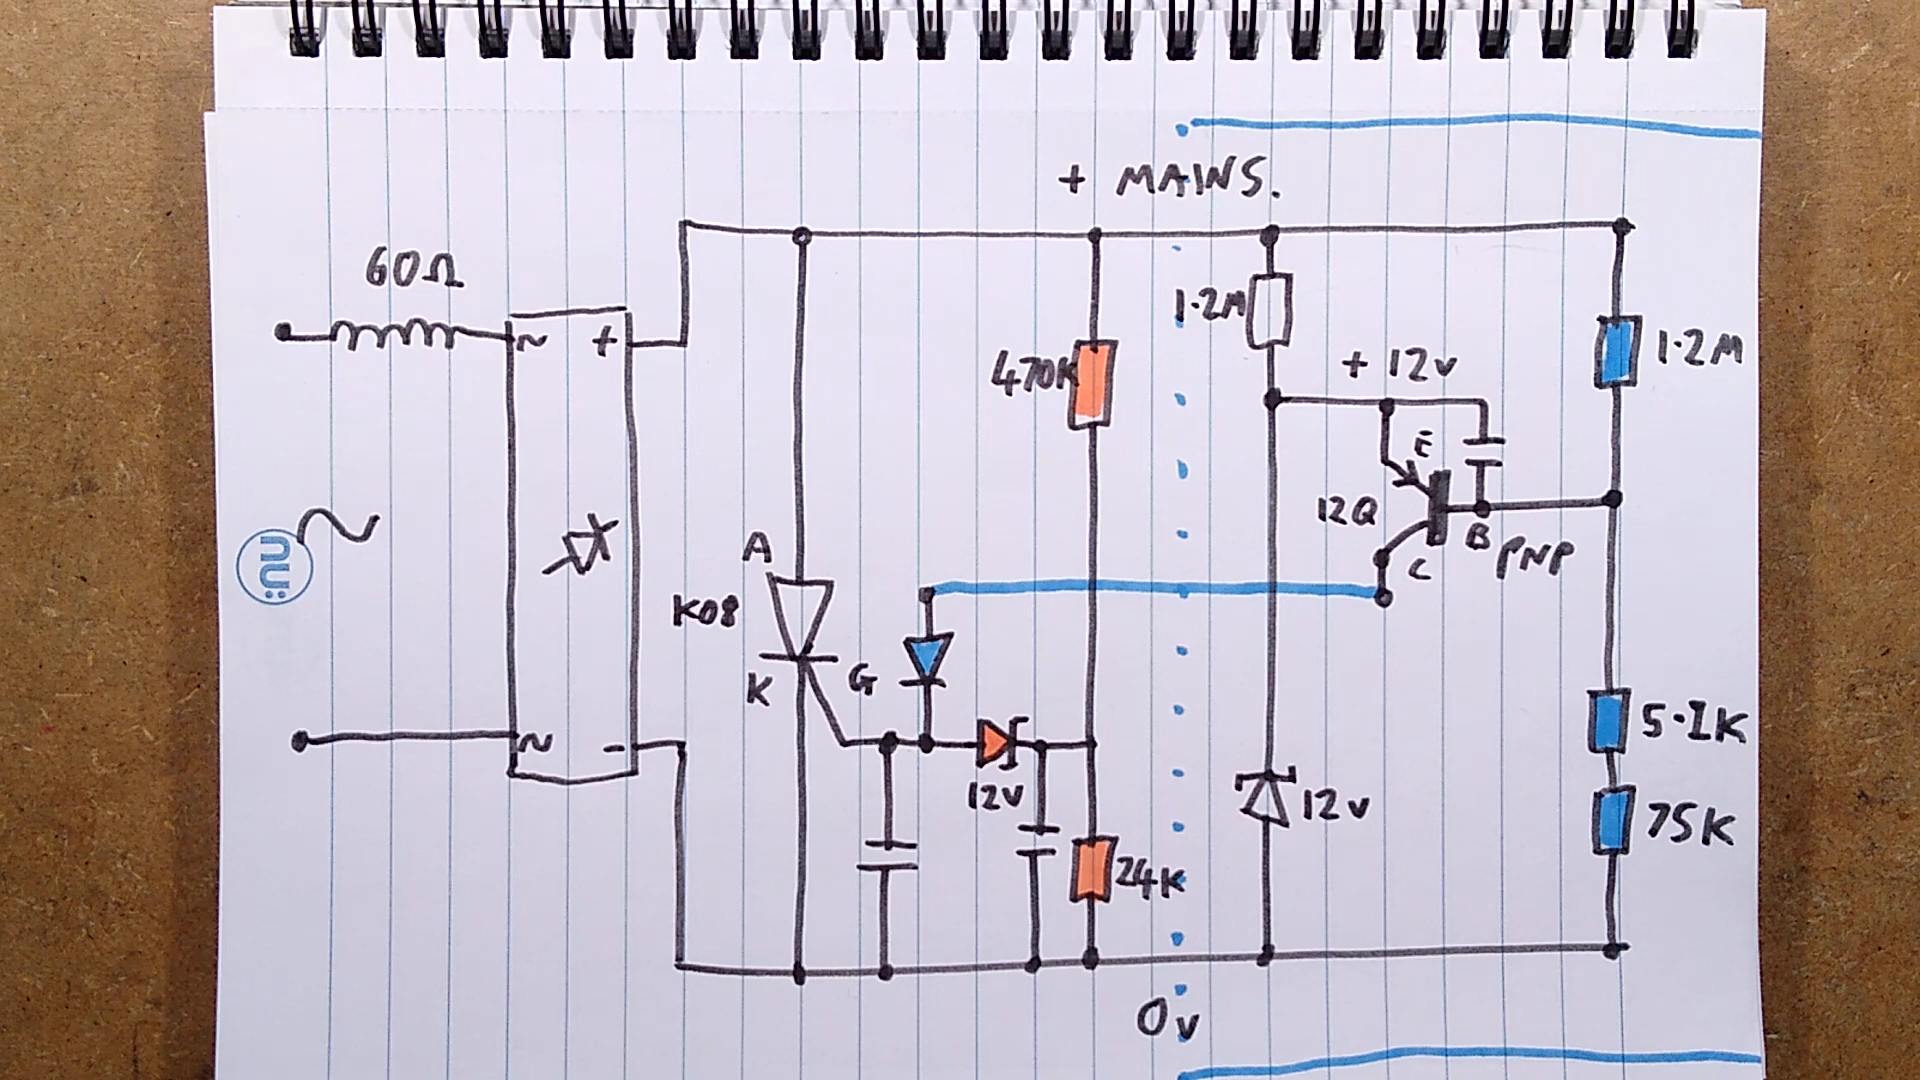 + MAINS.
60Ω
~ +
1.2M
470K
+ 12v
1.2M
E
12Q
B
PNP
C
A
K08
K
G
~ -
12V
12v
5.1K
75K
24K
0v